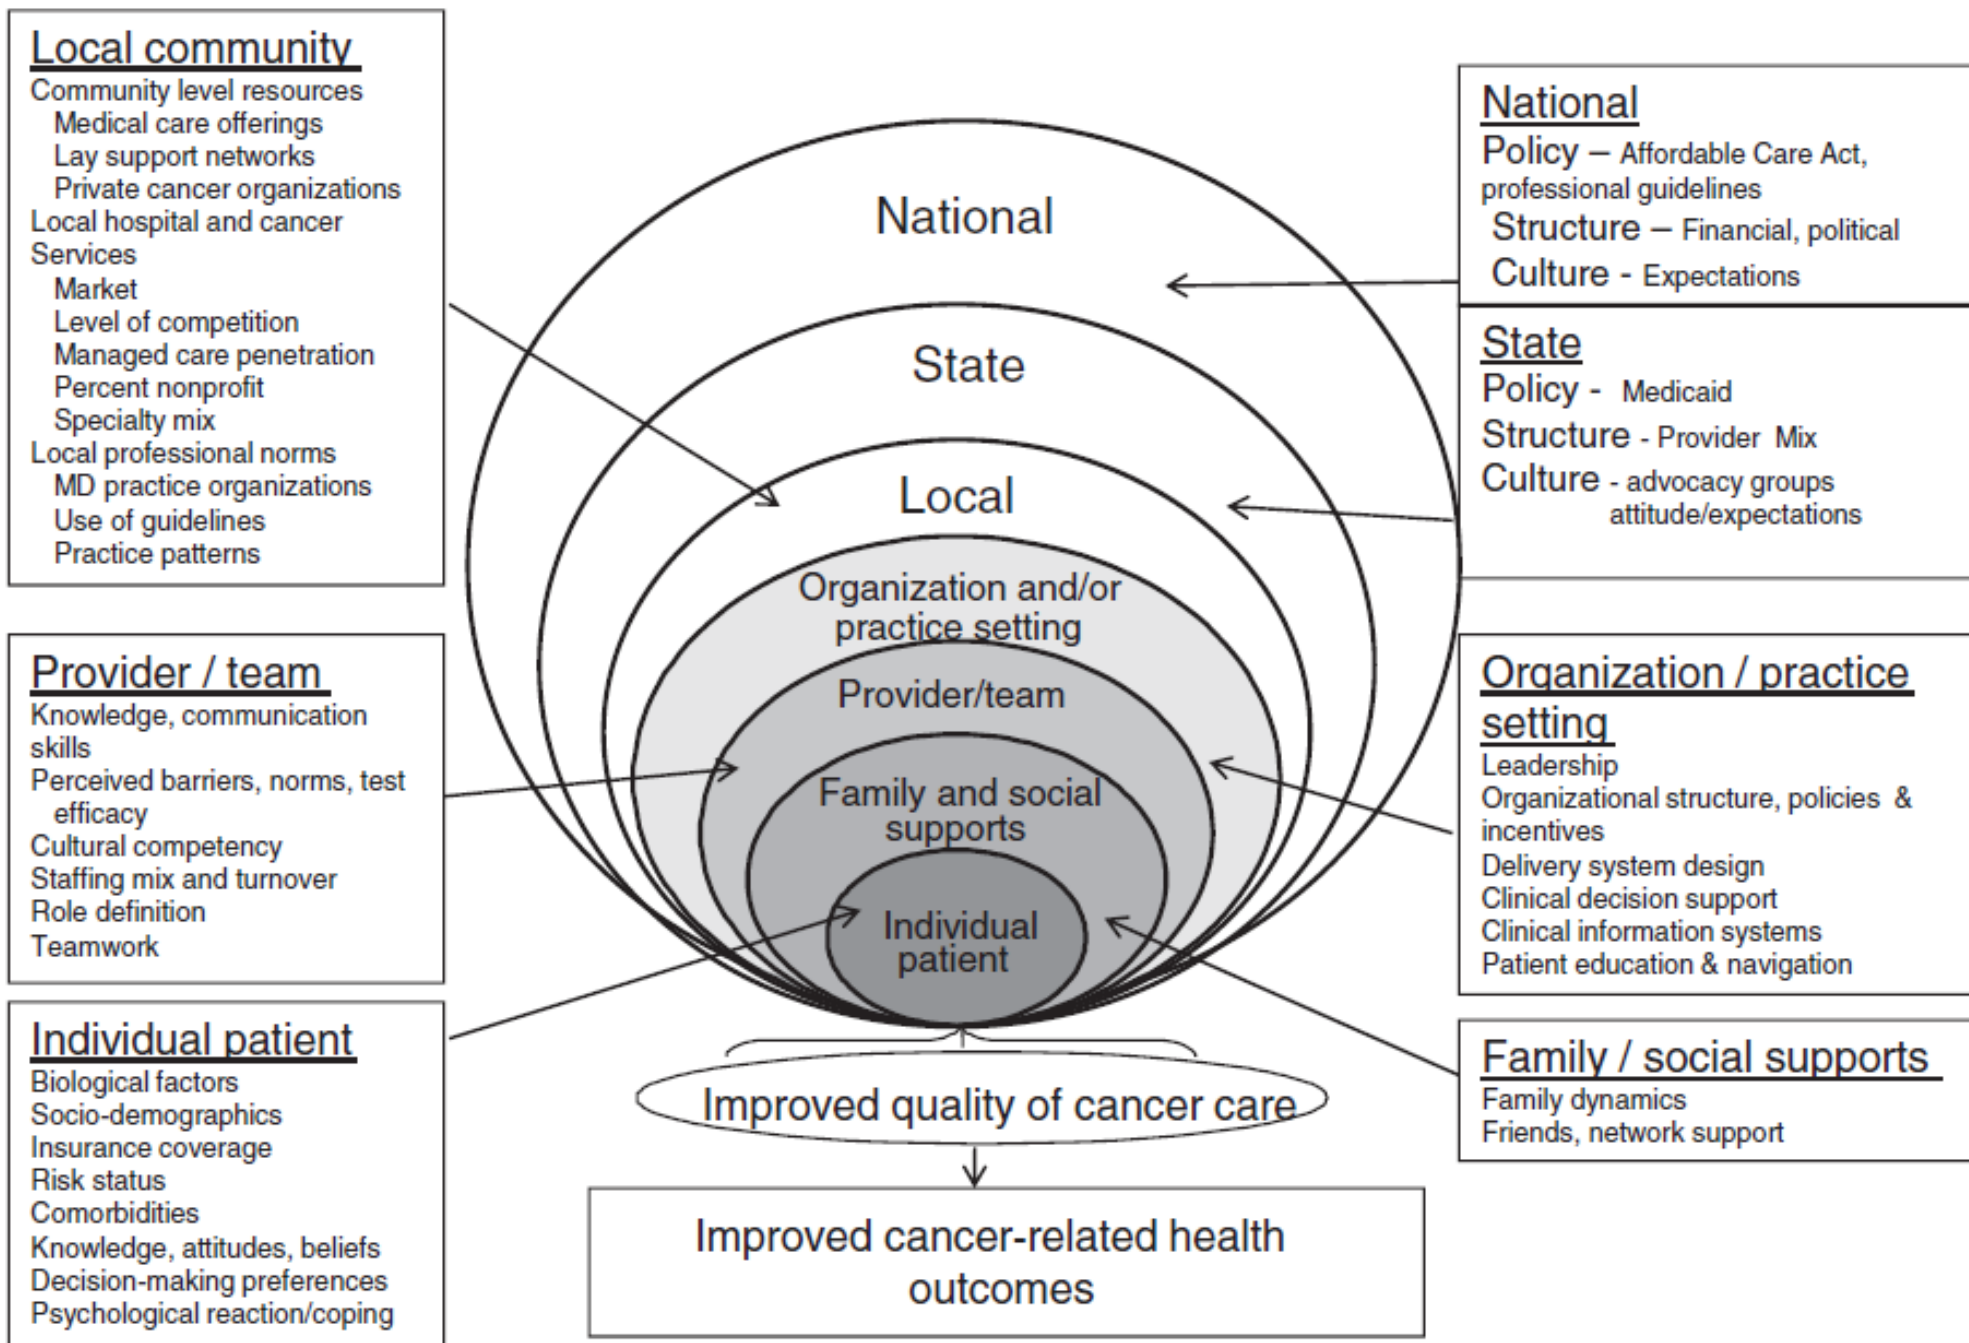 Local community
Community level resources
Medical care offerings
Lay support networks
Private cancer organizations
Local hospital and cancer
Services
Market
Level of competition
Managed care penetration
Percent nonprofit
Specialty mix
Local professional norms
MD practice organizations
Use of guidelines
Practice patterns
Provider / team
Knowledge, communication
skills
Perceived barriers, norms, test
efficacy
Cultural competency
Staffing mix and turnover
Role definition
Teamwork
Individual patient
Biological factors
Socio-demographics
Insurance coverage
Risk status
Comorbidities
Knowledge, attitudes, beliefs
Decision-making preferences
Psychological reaction/coping
National
State
Local
Organization and/or
practice setting
Provider/team
Family and social
supports
Individual
patient
Improved quality of cancer care
Improved cancer-related health
outcomes
National
Policy – Affordable Care Act,
professional guidelines
Structure – Financial, political
Culture - Expectations
State
Policy - Medicaid
Structure - Provider Mix
Culture - advocacy groups
attitude/expectations
Organization / practice
setting
Leadership
Organizational structure, policies &
incentives
Delivery system design
Clinical decision support
Clinical information systems
Patient education & navigation
Family / social supports
Family dynamics
Friends, network support